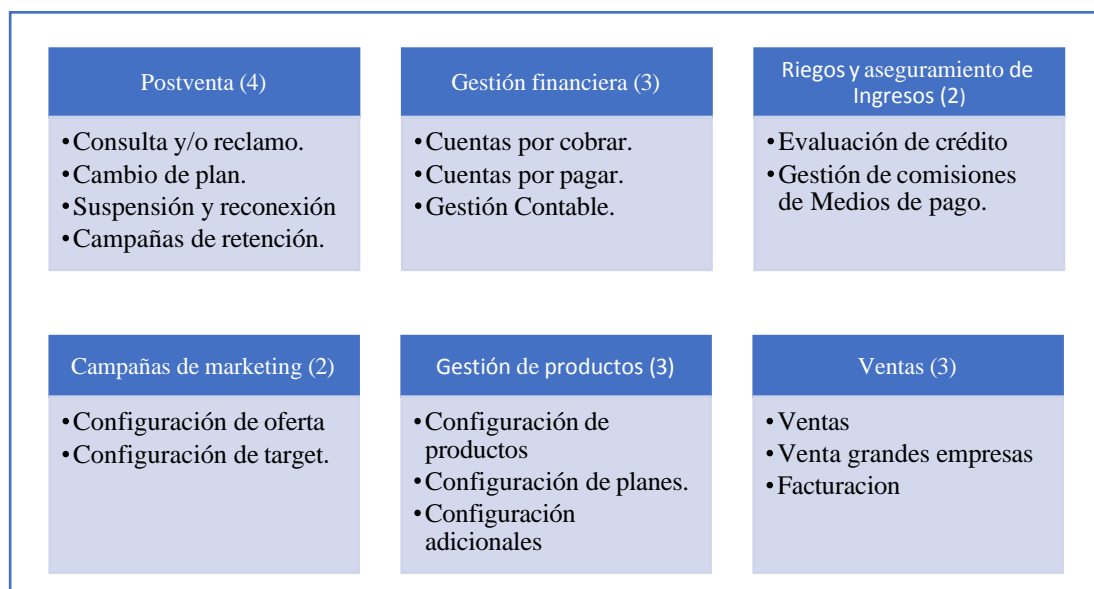 Postventa (4)
•Consulta y/o reclamo.
•Cambio de plan.
•Suspensión y reconexión
•Campañas de retención.
Gestión financiera (3)
•Cuentas por cobrar.
•Cuentas por pagar.
•Gestión Contable.
Riegos y aseguramiento de
Ingresos (2)
•Evaluación de crédito
•Gestión de comisiones
de Medios de pago.
Campañas de marketing (2)
•Configuración de oferta
•Configuración de target.
Gestión de productos (3)
•Configuración de
productos
•Configuración de planes.
•Configuración
adicionales
Ventas (3)
•Ventas
•Venta grandes empresas
•Facturacion